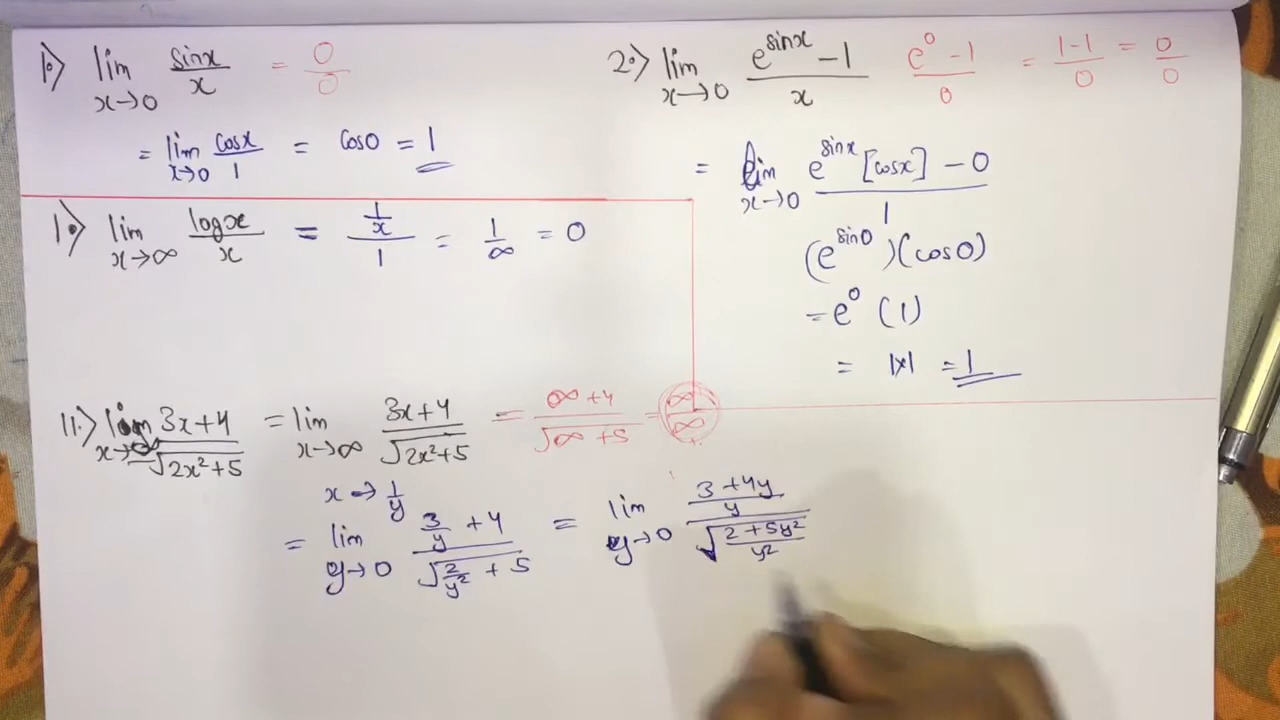 1.) lim x→0 sinx/x = 0/0
= lim x→0 cosx/1 = cos0 = 1
2.) lim x→0 (e^sinx −1)/x (e^0 −1)/0 = (1−1)/0 = 0/0
= lim x→0 (e^sinx [cosx] − 0)/1
(e^sin0)(cos0)
= e^0 (1)
= 1x1 = 1
1.) lim x→∞ logx/x = (1/x)/1 = 1/∞ = 0
11.) lim x→∞ (3x+4)/√(2x²+5) = lim x→∞ (3x+4)/√(2x²+5) = (∞+4)/(√∞+5) = ∞/∞
x → 1/y
= lim y→0 (3/y + 4)/√(2/y² + 5) = lim y→0 ((3+4y)/y)/√((2+5y²)/y²)